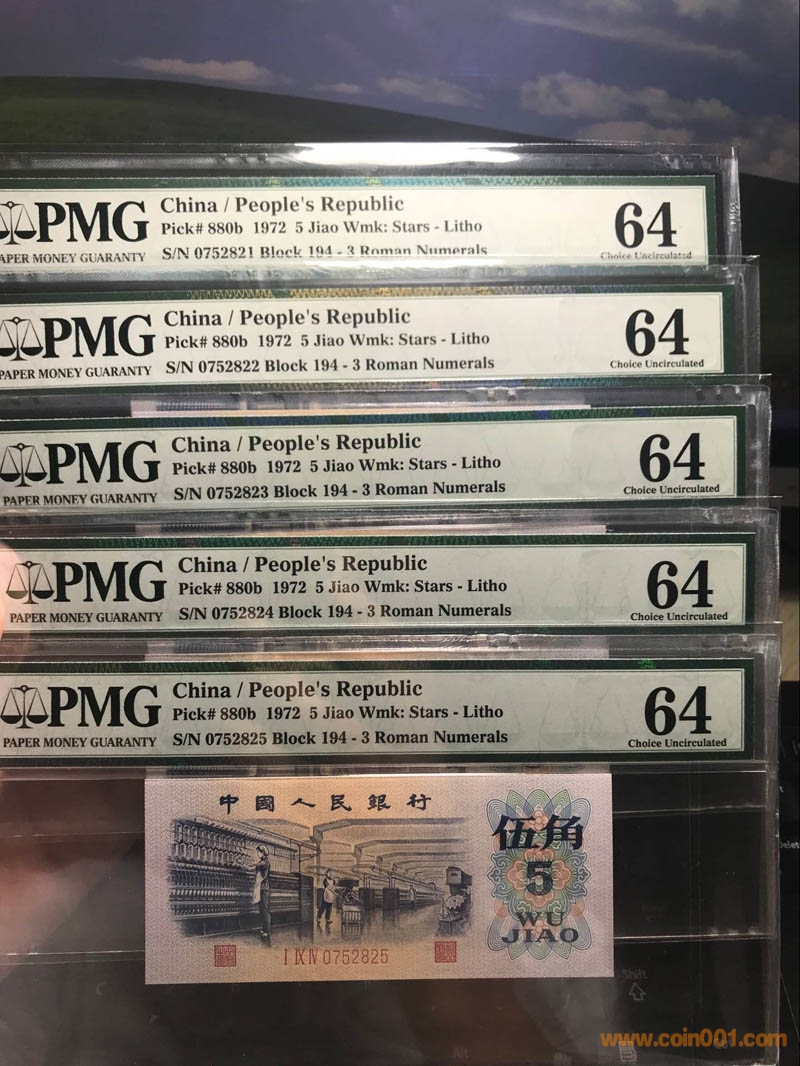 PMG
PAPER MONEY GUARANTY
China / People's Republic
Pick# 880b 1972 5 Jiao Wmk: Stars - Litho
S/N 0752821 Block 194 - 3 Roman Numerals
64
Choice Uncirculated
PMG
PAPER MONEY GUARANTY
China / People's Republic
Pick# 880b 1972 5 Jiao Wmk: Stars - Litho
S/N 0752822 Block 194 - 3 Roman Numerals
64
Choice Uncirculated
PMG
PAPER MONEY GUARANTY
China / People's Republic
Pick# 880b 1972 5 Jiao Wmk: Stars - Litho
S/N 0752823 Block 194 - 3 Roman Numerals
64
Choice Uncirculated
PMG
PAPER MONEY GUARANTY
China / People's Republic
Pick# 880b 1972 5 Jiao Wmk: Stars - Litho
S/N 0752824 Block 194 - 3 Roman Numerals
64
Choice Uncirculated
PMG
PAPER MONEY GUARANTY
China / People's Republic
Pick# 880b 1972 5 Jiao Wmk: Stars - Litho
S/N 0752825 Block 194 - 3 Roman Numerals
64
Choice Uncirculated
中國人民銀行
伍角
5
WU
JIAO
I IX IV 0752825
Shift
Alt
www.coin001.com